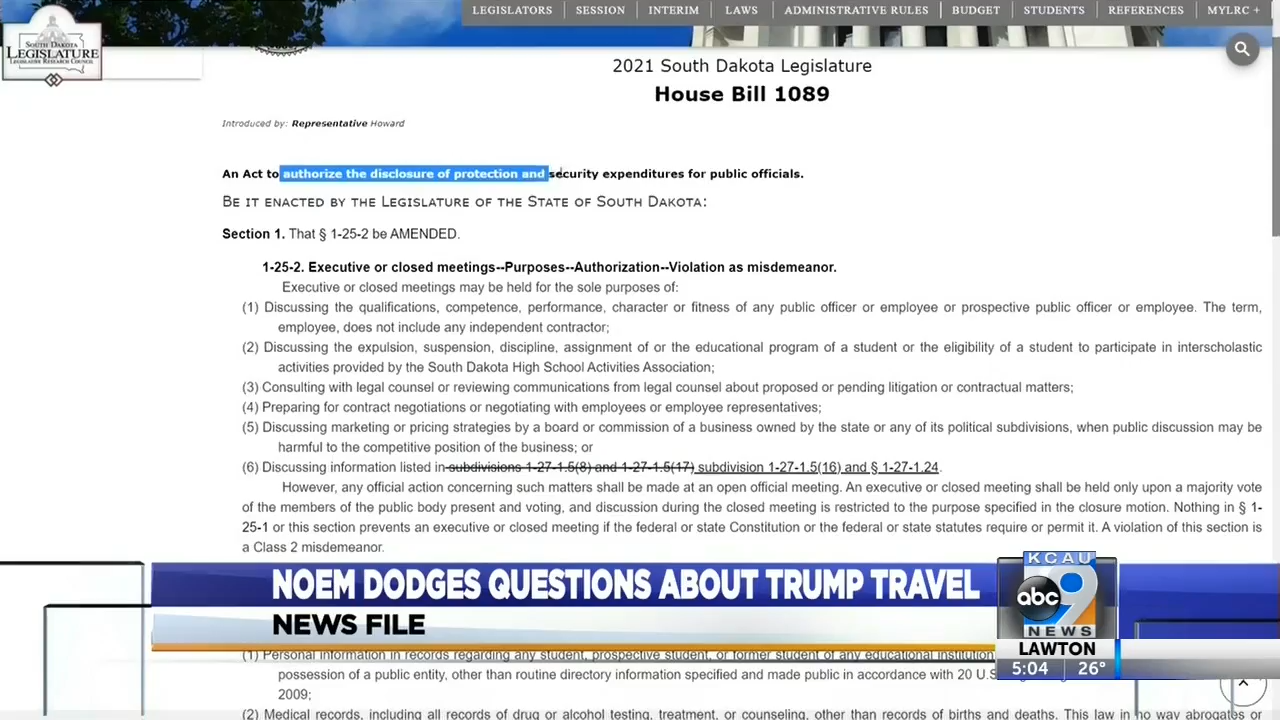 LEGISLATORS SESSION INTERIM LAWS ADMINISTRATIVE RULES BUDGET STUDENTS REFERENCES MYLRC +
SOUTH DAKOTA
LEGISLATURE
LEGISLATIVE RESEARCH COUNCIL
2021 South Dakota Legislature
House Bill 1089
Introduced by: Representative Howard
An Act to authorize the disclosure of protection and security expenditures for public officials.
BE IT ENACTED BY THE LEGISLATURE OF THE STATE OF SOUTH DAKOTA:
Section 1. That § 1-25-2 be AMENDED.
1-25-2. Executive or closed meetings--Purposes--Authorization--Violation as misdemeanor.
Executive or closed meetings may be held for the sole purposes of:
(1) Discussing the qualifications, competence, performance, character or fitness of any public officer or employee or prospective public officer or employee. The term,
employee, does not include any independent contractor;
(2) Discussing the expulsion, suspension, discipline, assignment of or the educational program of a student or the eligibility of a student to participate in interscholastic
activities provided by the South Dakota High School Activities Association;
(3) Consulting with legal counsel or reviewing communications from legal counsel about proposed or pending litigation or contractual matters;
(4) Preparing for contract negotiations or negotiating with employees or employee representatives;
(5) Discussing marketing or pricing strategies by a board or commission of a business owned by the state or any of its political subdivisions, when public discussion may be
harmful to the competitive position of the business; or
(6) Discussing information listed in subdivisions 1-27-1.5(8) and 1-27-1.5(17) subdivision 1-27-1.5(16) and § 1-27-1.24.
However, any official action concerning such matters shall be made at an open official meeting. An executive or closed meeting shall be held only upon a majority vote
of the members of the public body present and voting, and discussion during the closed meeting is restricted to the purpose specified in the closure motion. Nothing in § 1-
25-1 or this section prevents an executive or closed meeting if the federal or state Constitution or the federal or state statutes require or permit it. A violation of this section is
a Class 2 misdemeanor.
NOEM DODGES QUESTIONS ABOUT TRUMP TRAVEL
NEWS FILE
KCAU
abc 9
NEWS
LAWTON
5:04 26°
(1) Personal information in records regarding any student, prospective student, or former student of any educational institution
possession of a public entity, other than routine directory information specified and made public in accordance with 20 U.S.
2009;
(2) Medical records, including all records of drug or alcohol testing, treatment, or counseling, other than records of births and deaths. This law in no way abrogates or